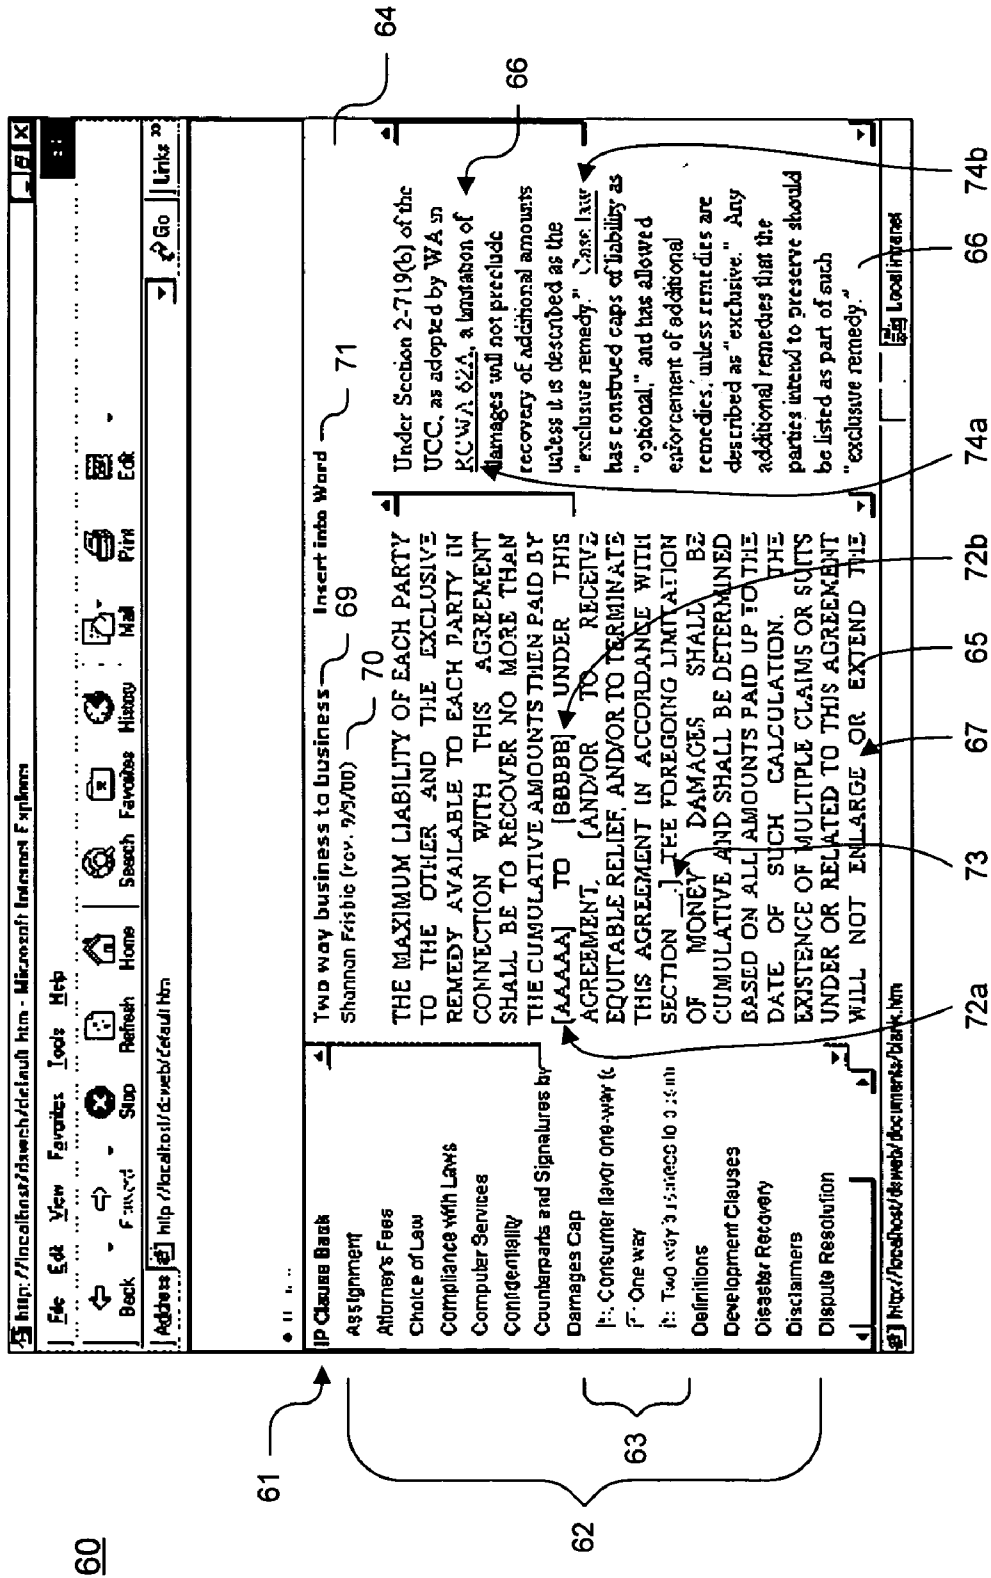 60
http://localhost/dsweb/default.htm - Microsoft Internet Explorer
File Edit View Favorites Tools Help
Back Forward Stop Refresh Home Search Favorites History Mail Print Edit
Address http://localhost/dsweb/default.htm Go Links »
61
IP Clause Bank
Assignment
Attorney's Fees
Choice of Law
Compliance with Laws
Computer Services
Confidentiality
Counterparts and Signatures by
Damages Cap
Consumer flavor one-way (c
One way
Two way business to busin
Definitions
Development Clauses
Disaster Recovery
Disclaimers
Dispute Resolution
62
63
Two way business to business
69
Insert into Word
71
64
Shannan Frisbie (rev. 9/9/00)
70
THE MAXIMUM LIABILITY OF EACH PARTY
TO THE OTHER AND THE EXCLUSIVE
REMEDY AVAILABLE TO EACH PARTY IN
CONNECTION WITH THIS AGREEMENT
SHALL BE TO RECOVER NO MORE THAN
THE CUMULATIVE AMOUNTS THEN PAID BY
[AAAAA] TO [BBBBB] UNDER THIS
AGREEMENT, [AND/OR TO RECEIVE
EQUITABLE RELIEF, AND/OR TO TERMINATE
THIS AGREEMENT IN ACCORDANCE WITH
SECTION __.] THE FOREGOING LIMITATION
OF MONEY DAMAGES SHALL BE
CUMULATIVE AND SHALL BE DETERMINED
BASED ON ALL AMOUNTS PAID UP TO THE
DATE OF SUCH CALCULATION. THE
EXISTENCE OF MULTIPLE CLAIMS OR SUITS
UNDER OR RELATED TO THIS AGREEMENT
WILL NOT ENLARGE OR EXTEND THE
Under Section 2-719(b) of the
UCC, as adopted by WA in
RCWA 62A, a limitation of
damages will not preclude
recovery of additional amounts
unless it is described as the
"exclusive remedy." Case law
has construed caps of liability as
"optional," and has allowed
enforcement of additional
remedies, unless remedies are
described as "exclusive." Any
additional remedies that the
parties intend to preserve should
be listed as part of such
"exclusive remedy."
66
http://localhost/dsweb/documents/blank.htm Local intranet
72a
73
67
65
72b
74a
66
74b